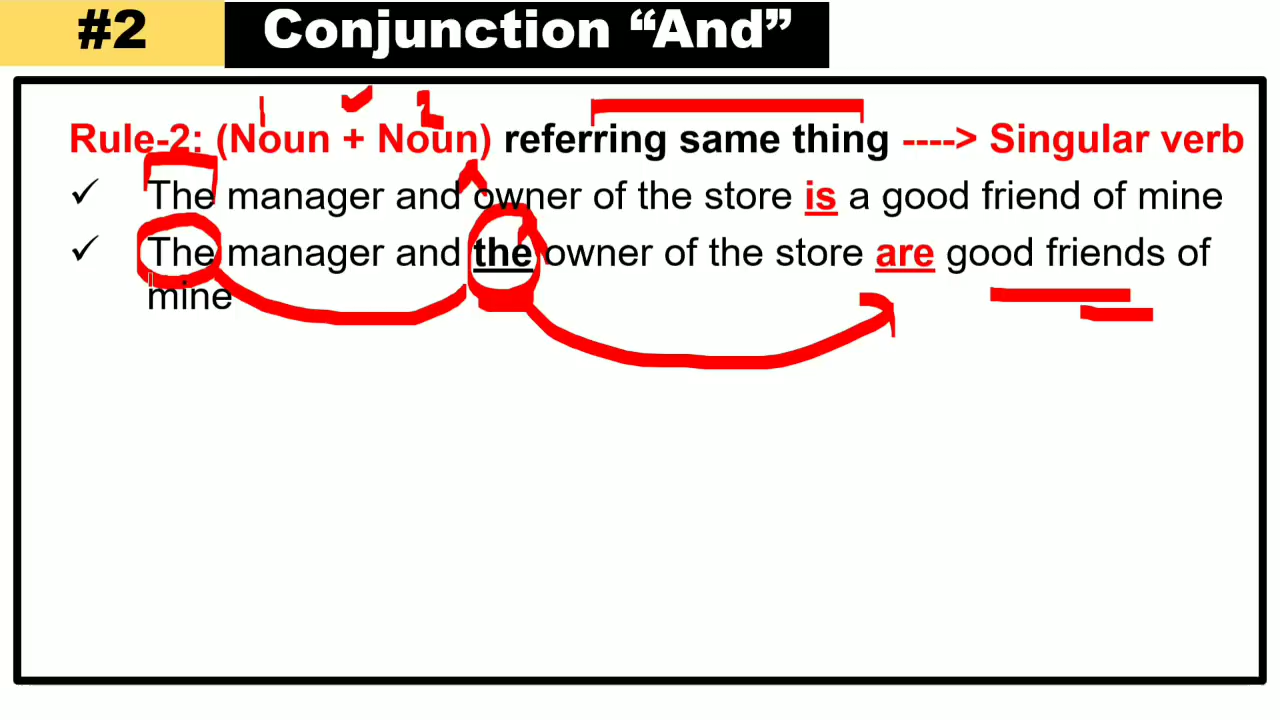 #2 Conjunction “And”
Rule-2: (Noun + Noun) referring same thing ----> Singular verb
✓ The manager and owner of the store is a good friend of mine
✓ The manager and the owner of the store are good friends of
mine